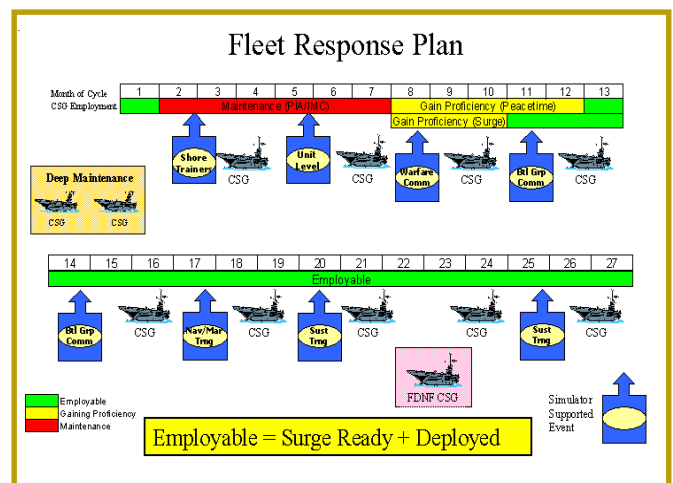 Fleet Response Plan
Month of Cycle 1 2 3 4 5 6 7 8 9 10 11 12 13
CSG Employment Maintenance (PIA/IMC) Gain Proficiency (Peacetime)
Gain Proficiency (Surge)
Shore Trainers
CSG
Unit Level
CSG
Warfare Comm
CSG
Btl Grp Comm
CSG
Deep Maintenance
CSG CSG
14 15 16 17 18 19 20 21 22 23 24 25 26 27
Employable
Btl Grp Comm
CSG
Nav/Mar Trng
CSG
Sust Trng
CSG
CSG
Sust Trng
CSG
FDNF CSG
Employable
Gaining Proficiency
Maintenance
Employable = Surge Ready + Deployed
Simulator
Supported
Event